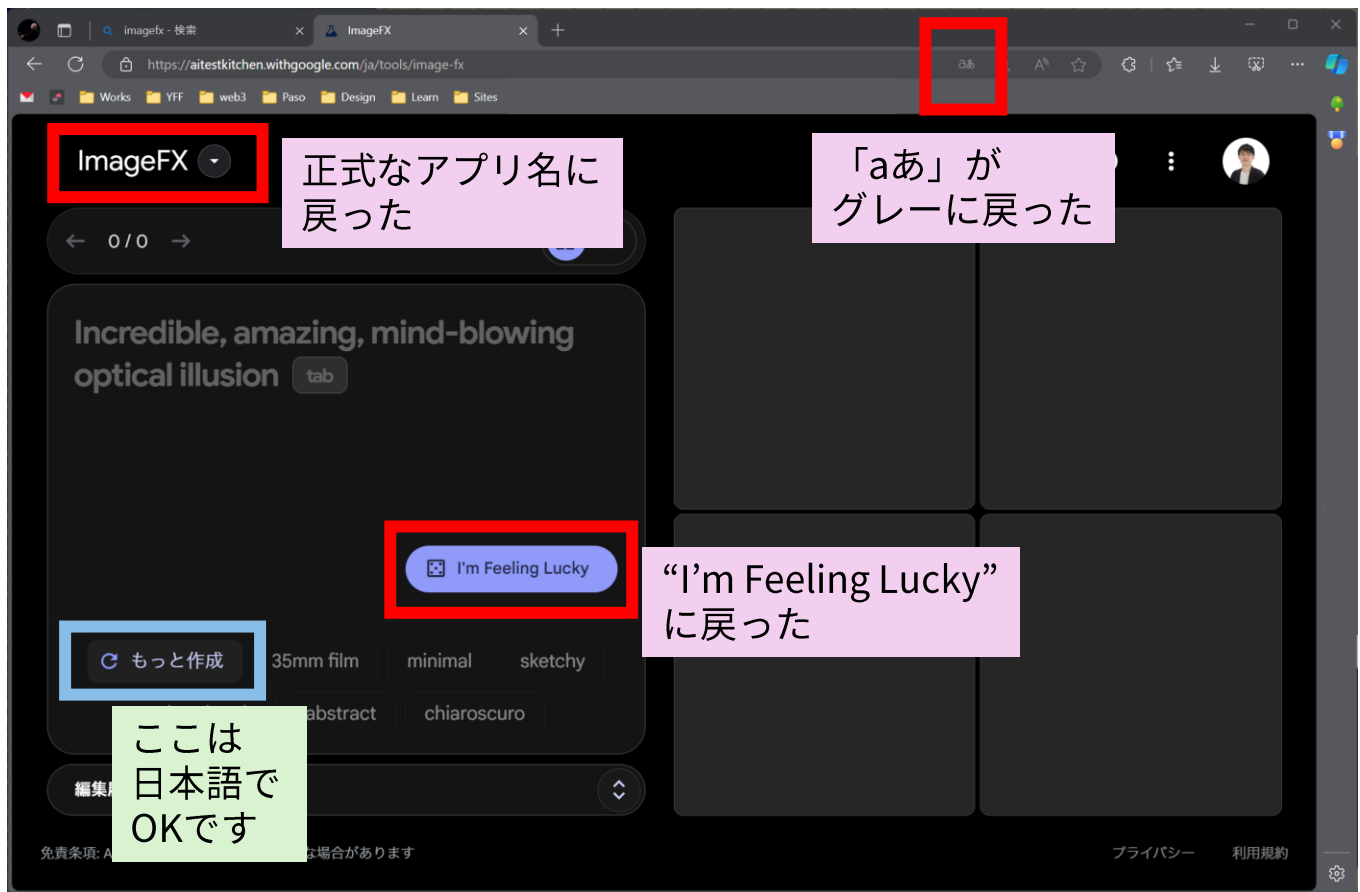 imagefx - 検索
ImageFX
https://aitestkitchen.withgoogle.com/ja/tools/image-fx
aあ
Works YFF web3 Paso Design Learn Sites
ImageFX
正式なアプリ名に
戻った
「aあ」が
グレーに戻った
0 / 0
Incredible, amazing, mind-blowing
optical illusion tab
I'm Feeling Lucky
“I’m Feeling Lucky”
に戻った
もっと作成 35mm film minimal sketchy
abstract chiaroscuro
ここは
日本語で
OKです
編集
免責条項: A な場合があります
プライバシー 利用規約